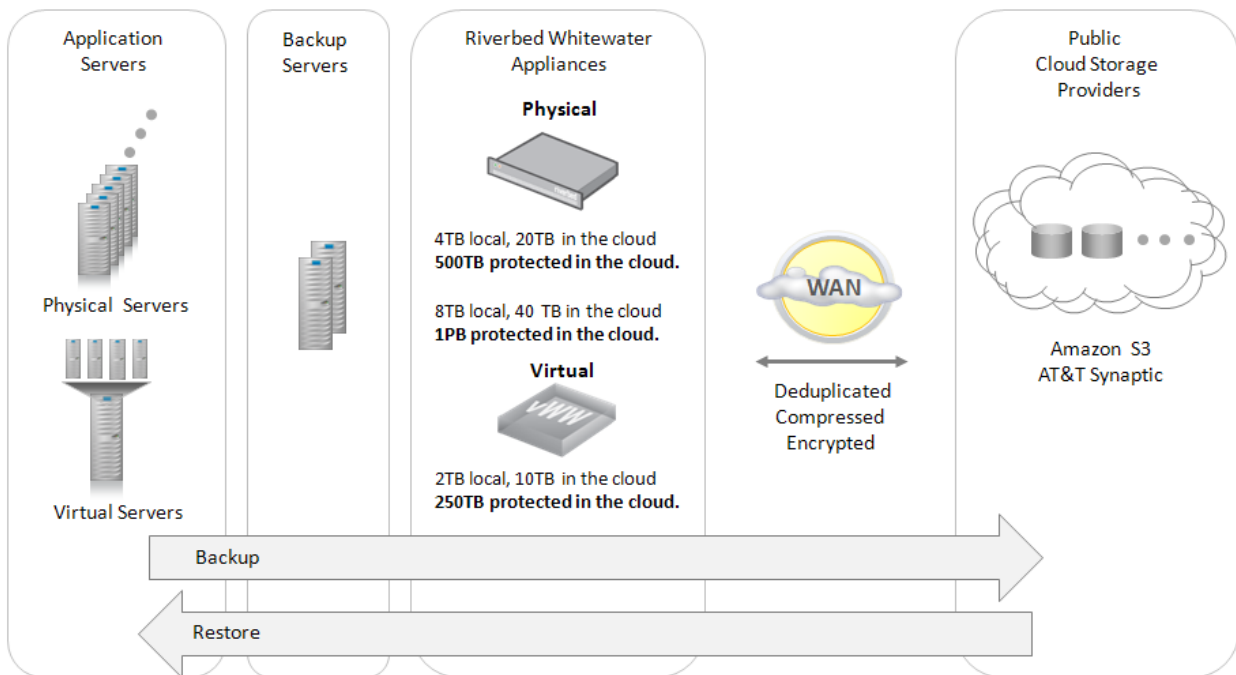 Application
Servers
Physical Servers
Virtual Servers
Backup
Servers
Riverbed Whitewater
Appliances
Physical
4TB local, 20TB in the cloud
500TB protected in the cloud.
8TB local, 40 TB in the cloud
1PB protected in the cloud.
Virtual
vWW
2TB local, 10TB in the cloud
250TB protected in the cloud.
WAN
Deduplicated
Compressed
Encrypted
Public
Cloud Storage
Providers
Amazon S3
AT&T Synaptic
Backup
Restore